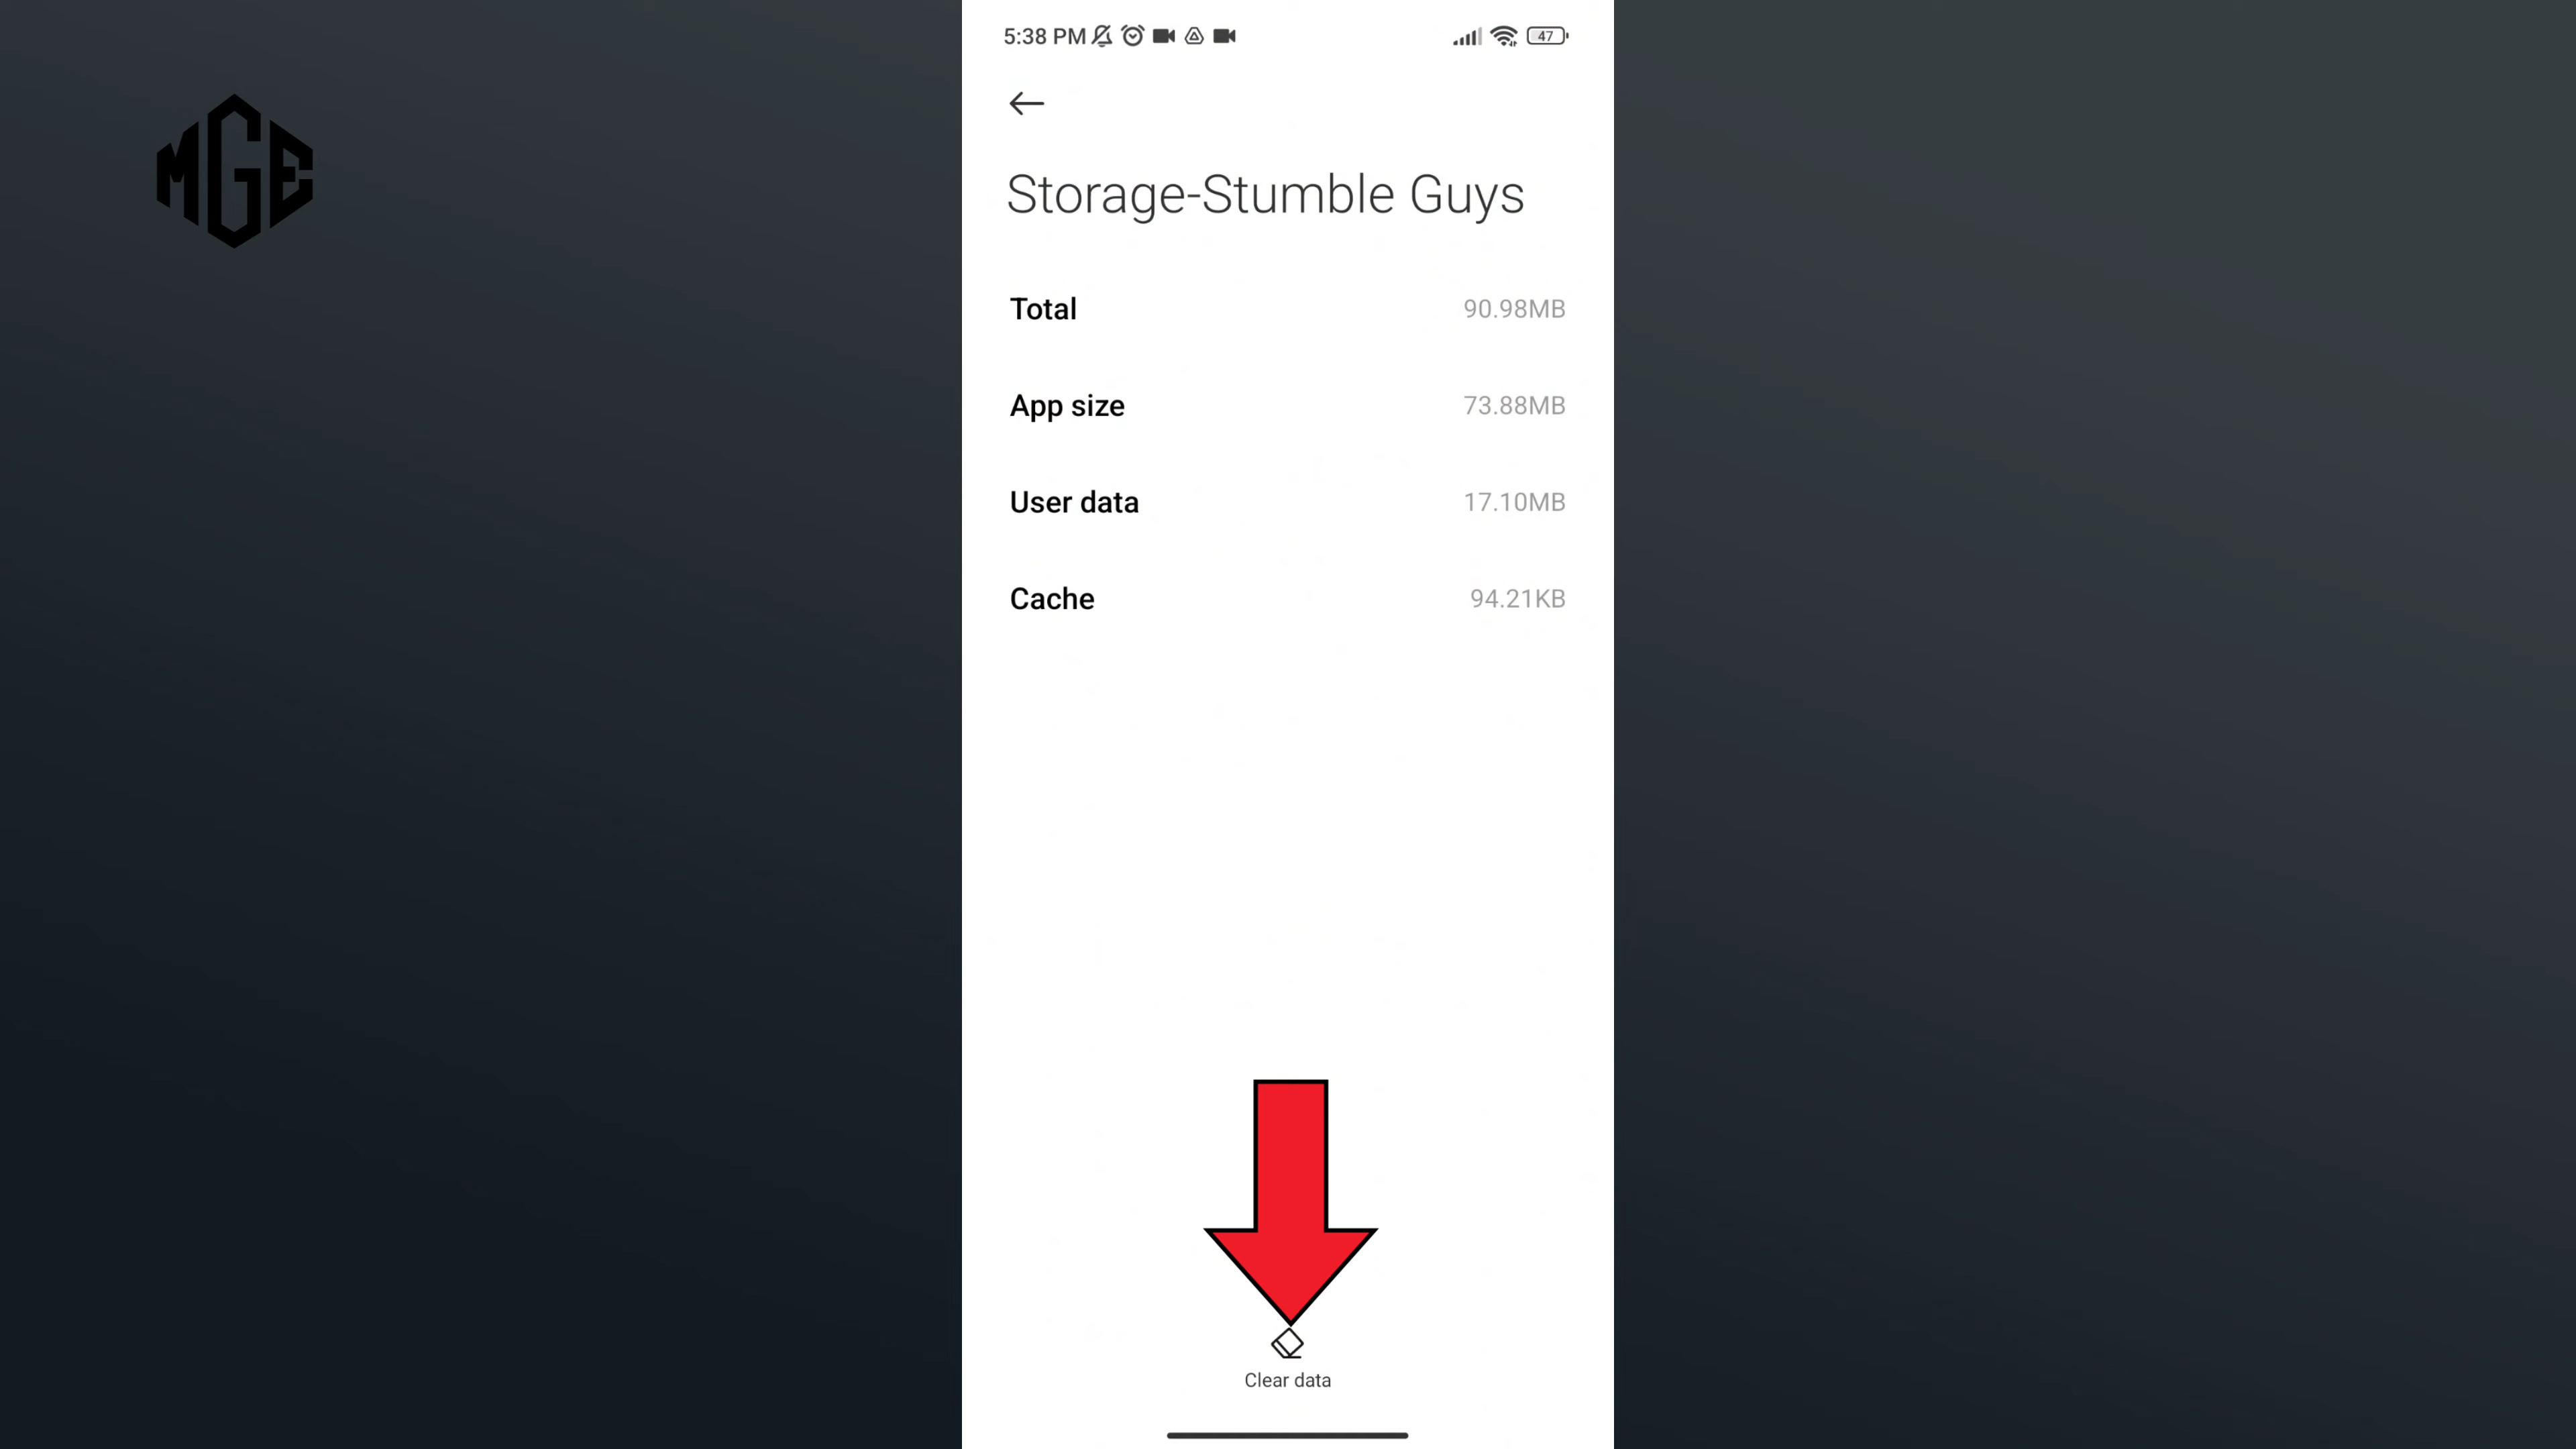 MGE
5:38 PM
47
Storage-Stumble Guys
Total 90.98MB
App size 73.88MB
User data 17.10MB
Cache 94.21KB
Clear data